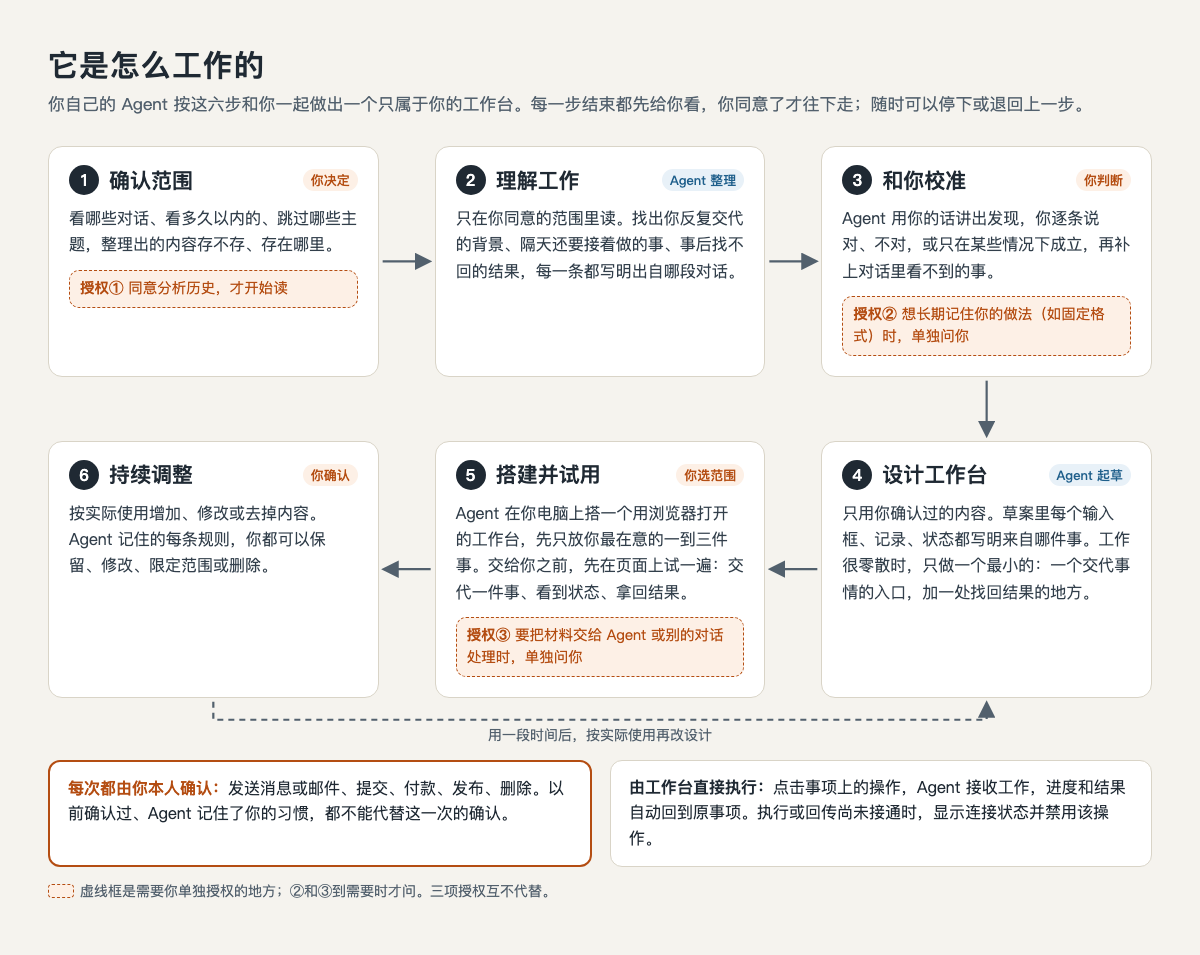 它是怎么工作的
你自己的 Agent 按这六步和你一起做出一个只属于你的工作台。每一步结束都先给你看，你同意了才往下走；随时可以停下或退回上一步。
1 确认范围 你决定
看哪些对话、看多久以内的、跳过哪些主
题，整理出的内容存不存、存在哪里。
授权① 同意分析历史，才开始读
2 理解工作 Agent 整理
只在你同意的范围里读。找出你反复交代
的背景、隔天还要接着做的事、事后找不
回的结果，每一条都写明出自哪段对话。
3 和你校准 你判断
Agent 用你的话讲出发现，你逐条说
对、不对，或只在某些情况下成立，再补
上对话里看不到的事。
授权② 想长期记住你的做法（如固定格
式）时，单独问你
4 设计工作台 Agent 起草
只用你确认过的内容。草案里每个输入
框、记录、状态都写明来自哪件事。工作
很零散时，只做一个最小的：一个交代事
情的入口，加一处找回结果的地方。
5 搭建并试用 你选范围
Agent 在你电脑上搭一个用浏览器打开
的工作台，先只放你最在意的一到三件
事。交给你之前，先在页面上试一遍：交
代一件事、看到状态、拿回结果。
授权③ 要把材料交给 Agent 或别的对话
处理时，单独问你
6 持续调整 你确认
按实际使用增加、修改或去掉内容。
Agent 记住的每条规则，你都可以保
留、修改、限定范围或删除。
用一段时间后，按实际使用再改设计
每次都由你本人确认：发送消息或邮件、提交、付款、发布、删除。以
前确认过、Agent 记住了你的习惯，都不能代替这一次的确认。
由工作台直接执行：点击事项上的操作，Agent 接收工作，进度和结果
自动回到原事项。执行或回传尚未接通时，显示连接状态并禁用该操
作。
虚线框是需要你单独授权的地方；②和③到需要时才问。三项授权互不代替。